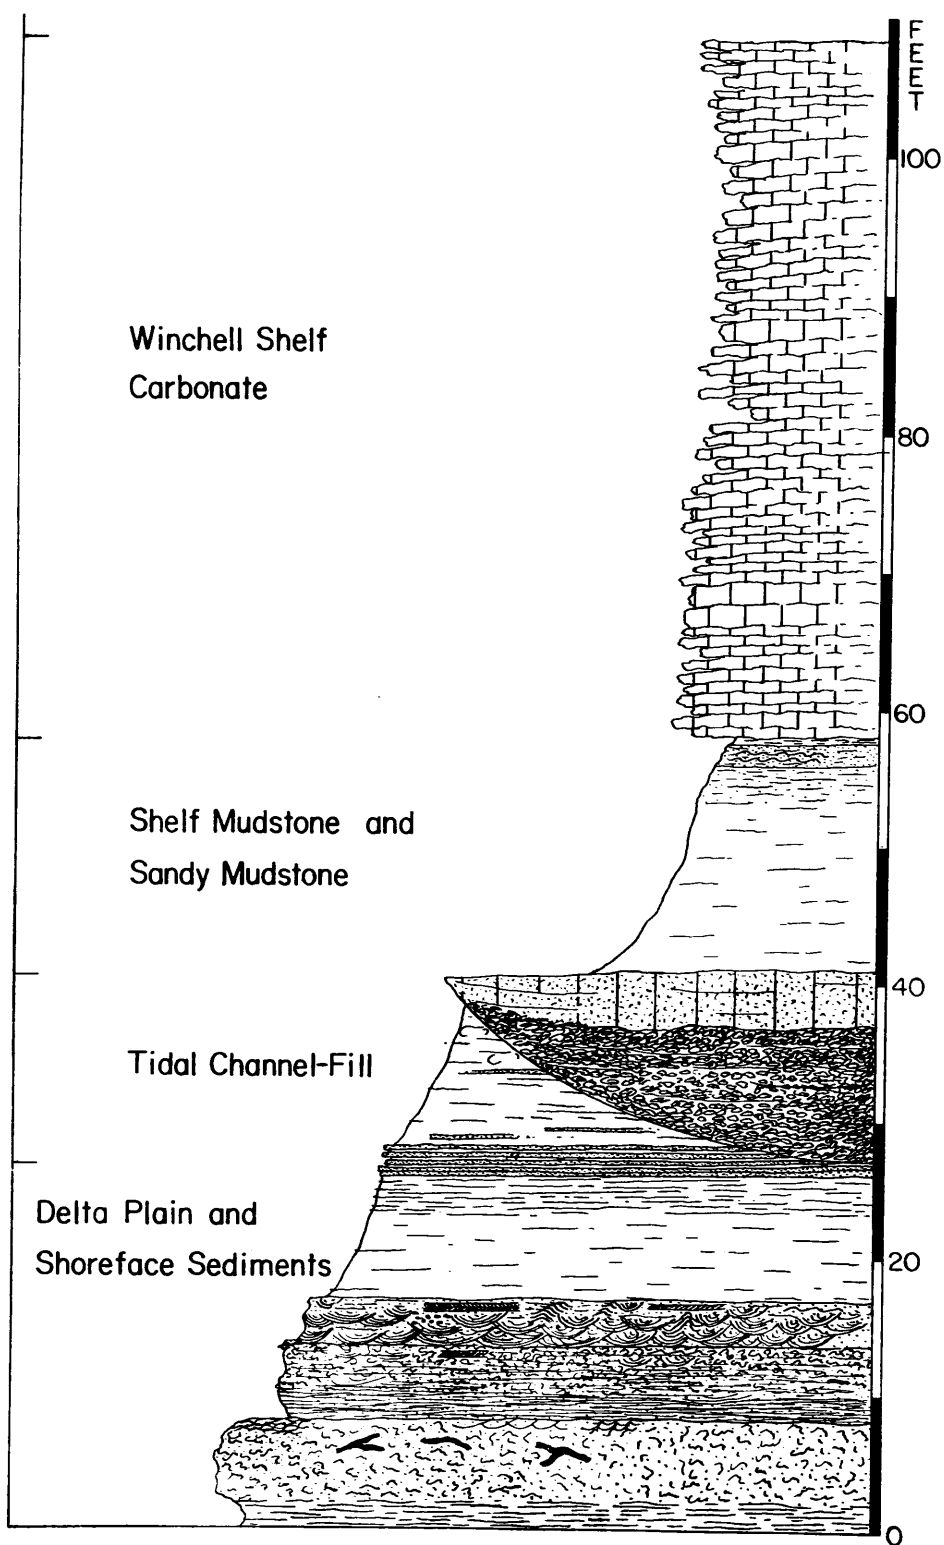 FEET
100
Winchell Shelf
Carbonate
80
60
Shelf Mudstone and
Sandy Mudstone
40
Tidal Channel-Fill
Delta Plain and
Shoreface Sediments
20
0